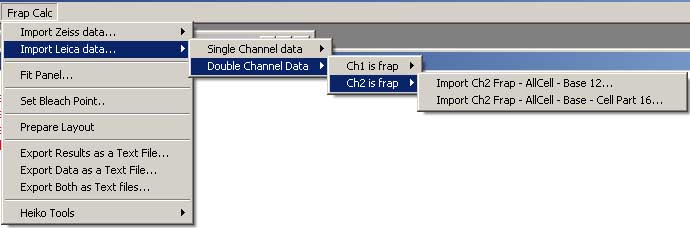 Frap Calc
Import Zeiss data...
Import Leica data...
Fit Panel...
Set Bleach Point..
Prepare Layout
Export Results as a Text File...
Export Data as a Text File...
Export Both as Text files...
Heiko Tools
Single Channel data
Double Channel Data
Ch1 is frap
Ch2 is frap
Import Ch2 Frap - AllCell - Base 12...
Import Ch2 Frap - AllCell - Base - Cell Part 16...